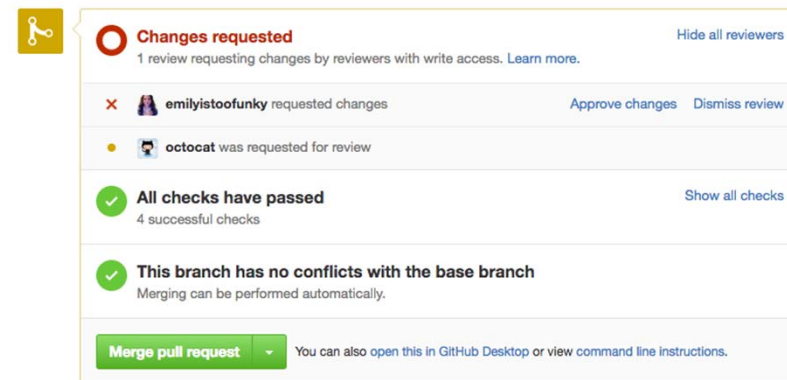 Changes requested
Hide all reviewers
1 review requesting changes by reviewers with write access. Learn more.
emilyistoofunky requested changes
Approve changes
Dismiss review
octocat was requested for review
All checks have passed
Show all checks
4 successful checks
This branch has no conflicts with the base branch
Merging can be performed automatically.
Merge pull request
You can also open this in GitHub Desktop or view command line instructions.